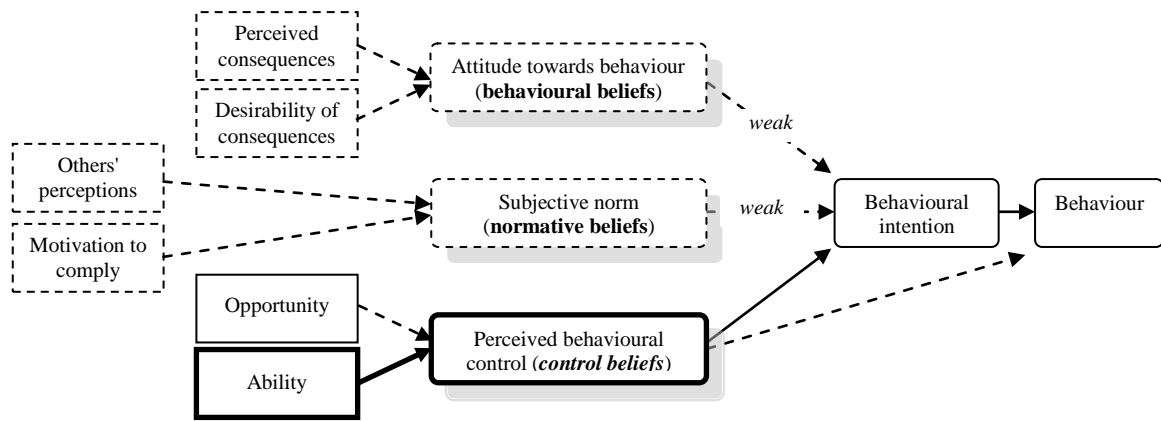 Perceived
consequences
Desirability of
consequences
Attitude towards behaviour
(behavioural beliefs)
weak
Others'
perceptions
Motivation to
comply
Subjective norm
(normative beliefs)
weak
Behavioural
intention
Behaviour
Opportunity
Ability
Perceived behavioural
control (control beliefs)